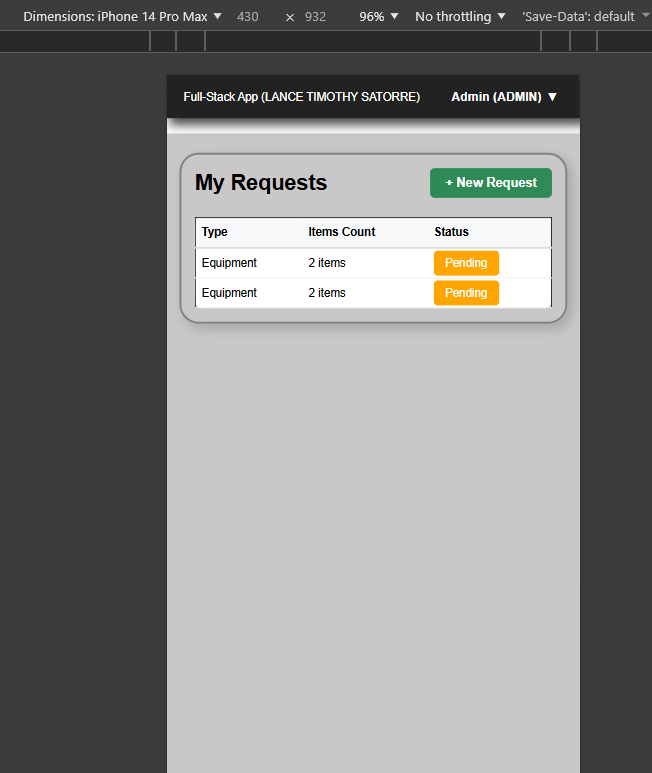 Dimensions: iPhone 14 Pro Max ▼ 430 × 932 96% ▼ No throttling ▼ 'Save-Data': default ▼
Full-Stack App (LANCE TIMOTHY SATORRE) Admin (ADMIN) ▼
My Requests + New Request
Type Items Count Status
Equipment 2 items Pending
Equipment 2 items Pending